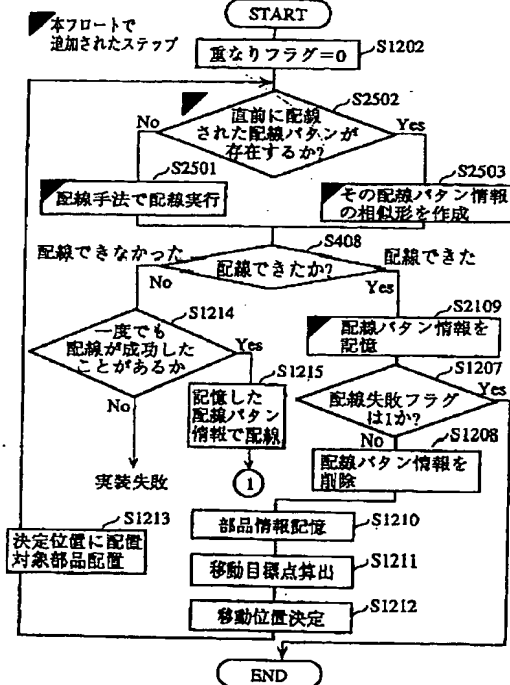 本フロートで
追加されたステップ
START
重なりフラグ=0
S1202
S2502
直前に配線
された配線パタンが
存在するか?
No
Yes
S2501
配線手法で配線実行
S2503
その配線パタン情報
の相似形を作成
S408
配線できなかった
配線できたか?
配線できた
No
Yes
S1214
一度でも
配線が成功した
ことがあるか
Yes
No
S2109
配線パタン情報を
記憶
S1207
配線失敗フラグ
は1か?
Yes
No
S1215
記憶した
配線パタン
情報で配線
1
実装失敗
S1208
配線パタン情報を
削除
S1213
決定位置に配置
対象部品配置
部品情報記憶
S1210
移動目標点算出
S1211
移動位置決定
S1212
END